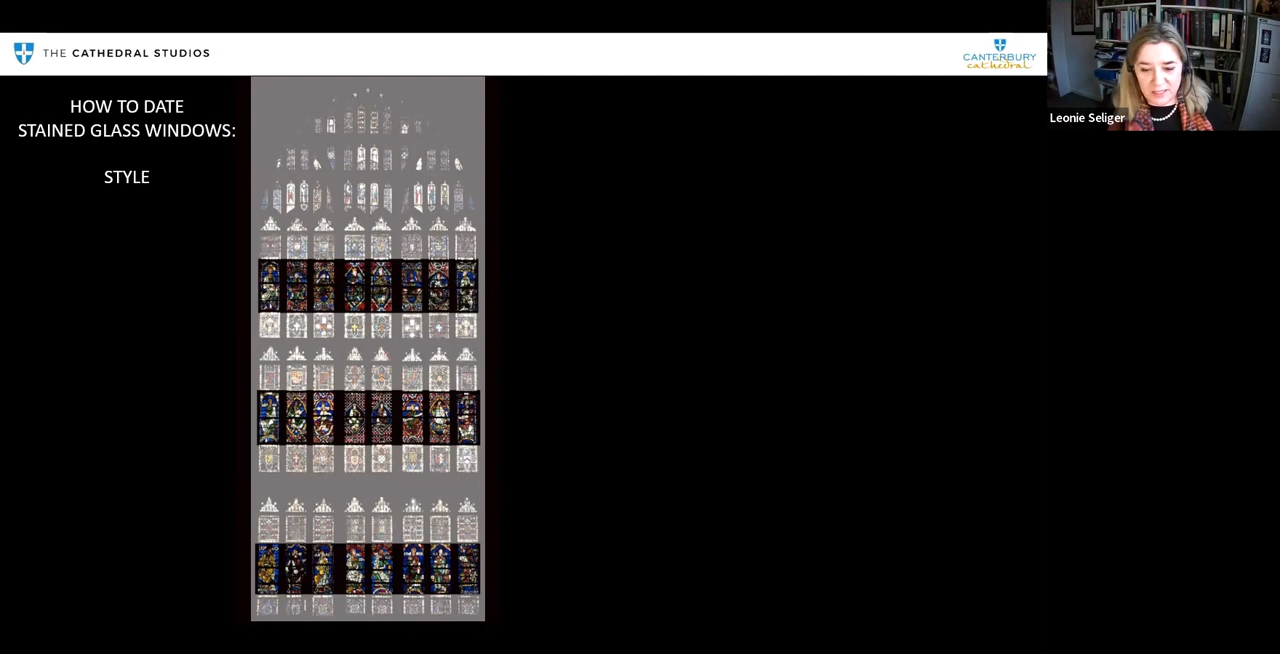 THE CATHEDRAL STUDIOS
CANTERBURY
cathedral
HOW TO DATE
STAINED GLASS WINDOWS:
STYLE
Leonie Seliger